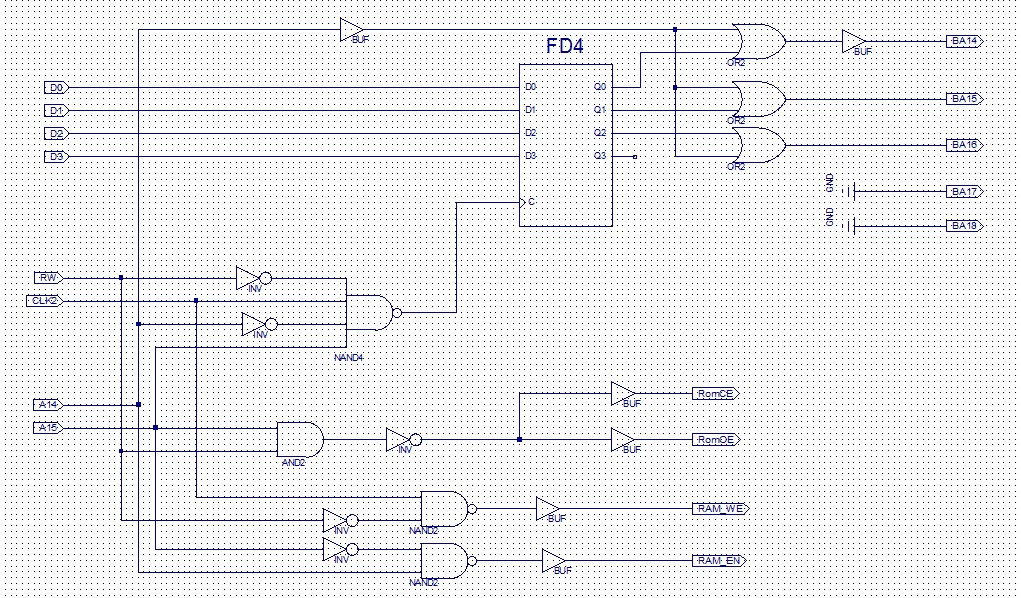 BUF
FD4
OR2
BUF
BA14
D0
D0
Q0
D1
D1
Q1
OR2
BA15
D2
D2
Q2
D3
D3
Q3
OR2
BA16
GND
BA17
C
GND
BA18
RW
INV
CLK2
INV
NAND4
A14
A15
AND2
INV
BUF
RomCE
BUF
RomOE
INV
NAND2
BUF
RAM_WE
INV
NAND2
BUF
RAM_EN